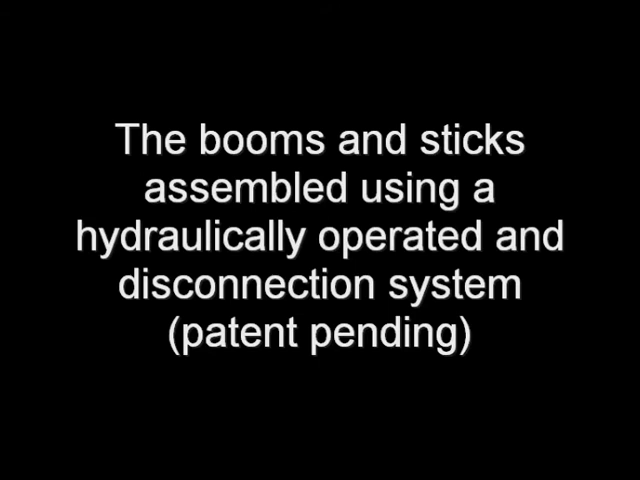 The booms and sticks
assembled using a
hydraulically operated and
disconnection system
(patent pending)